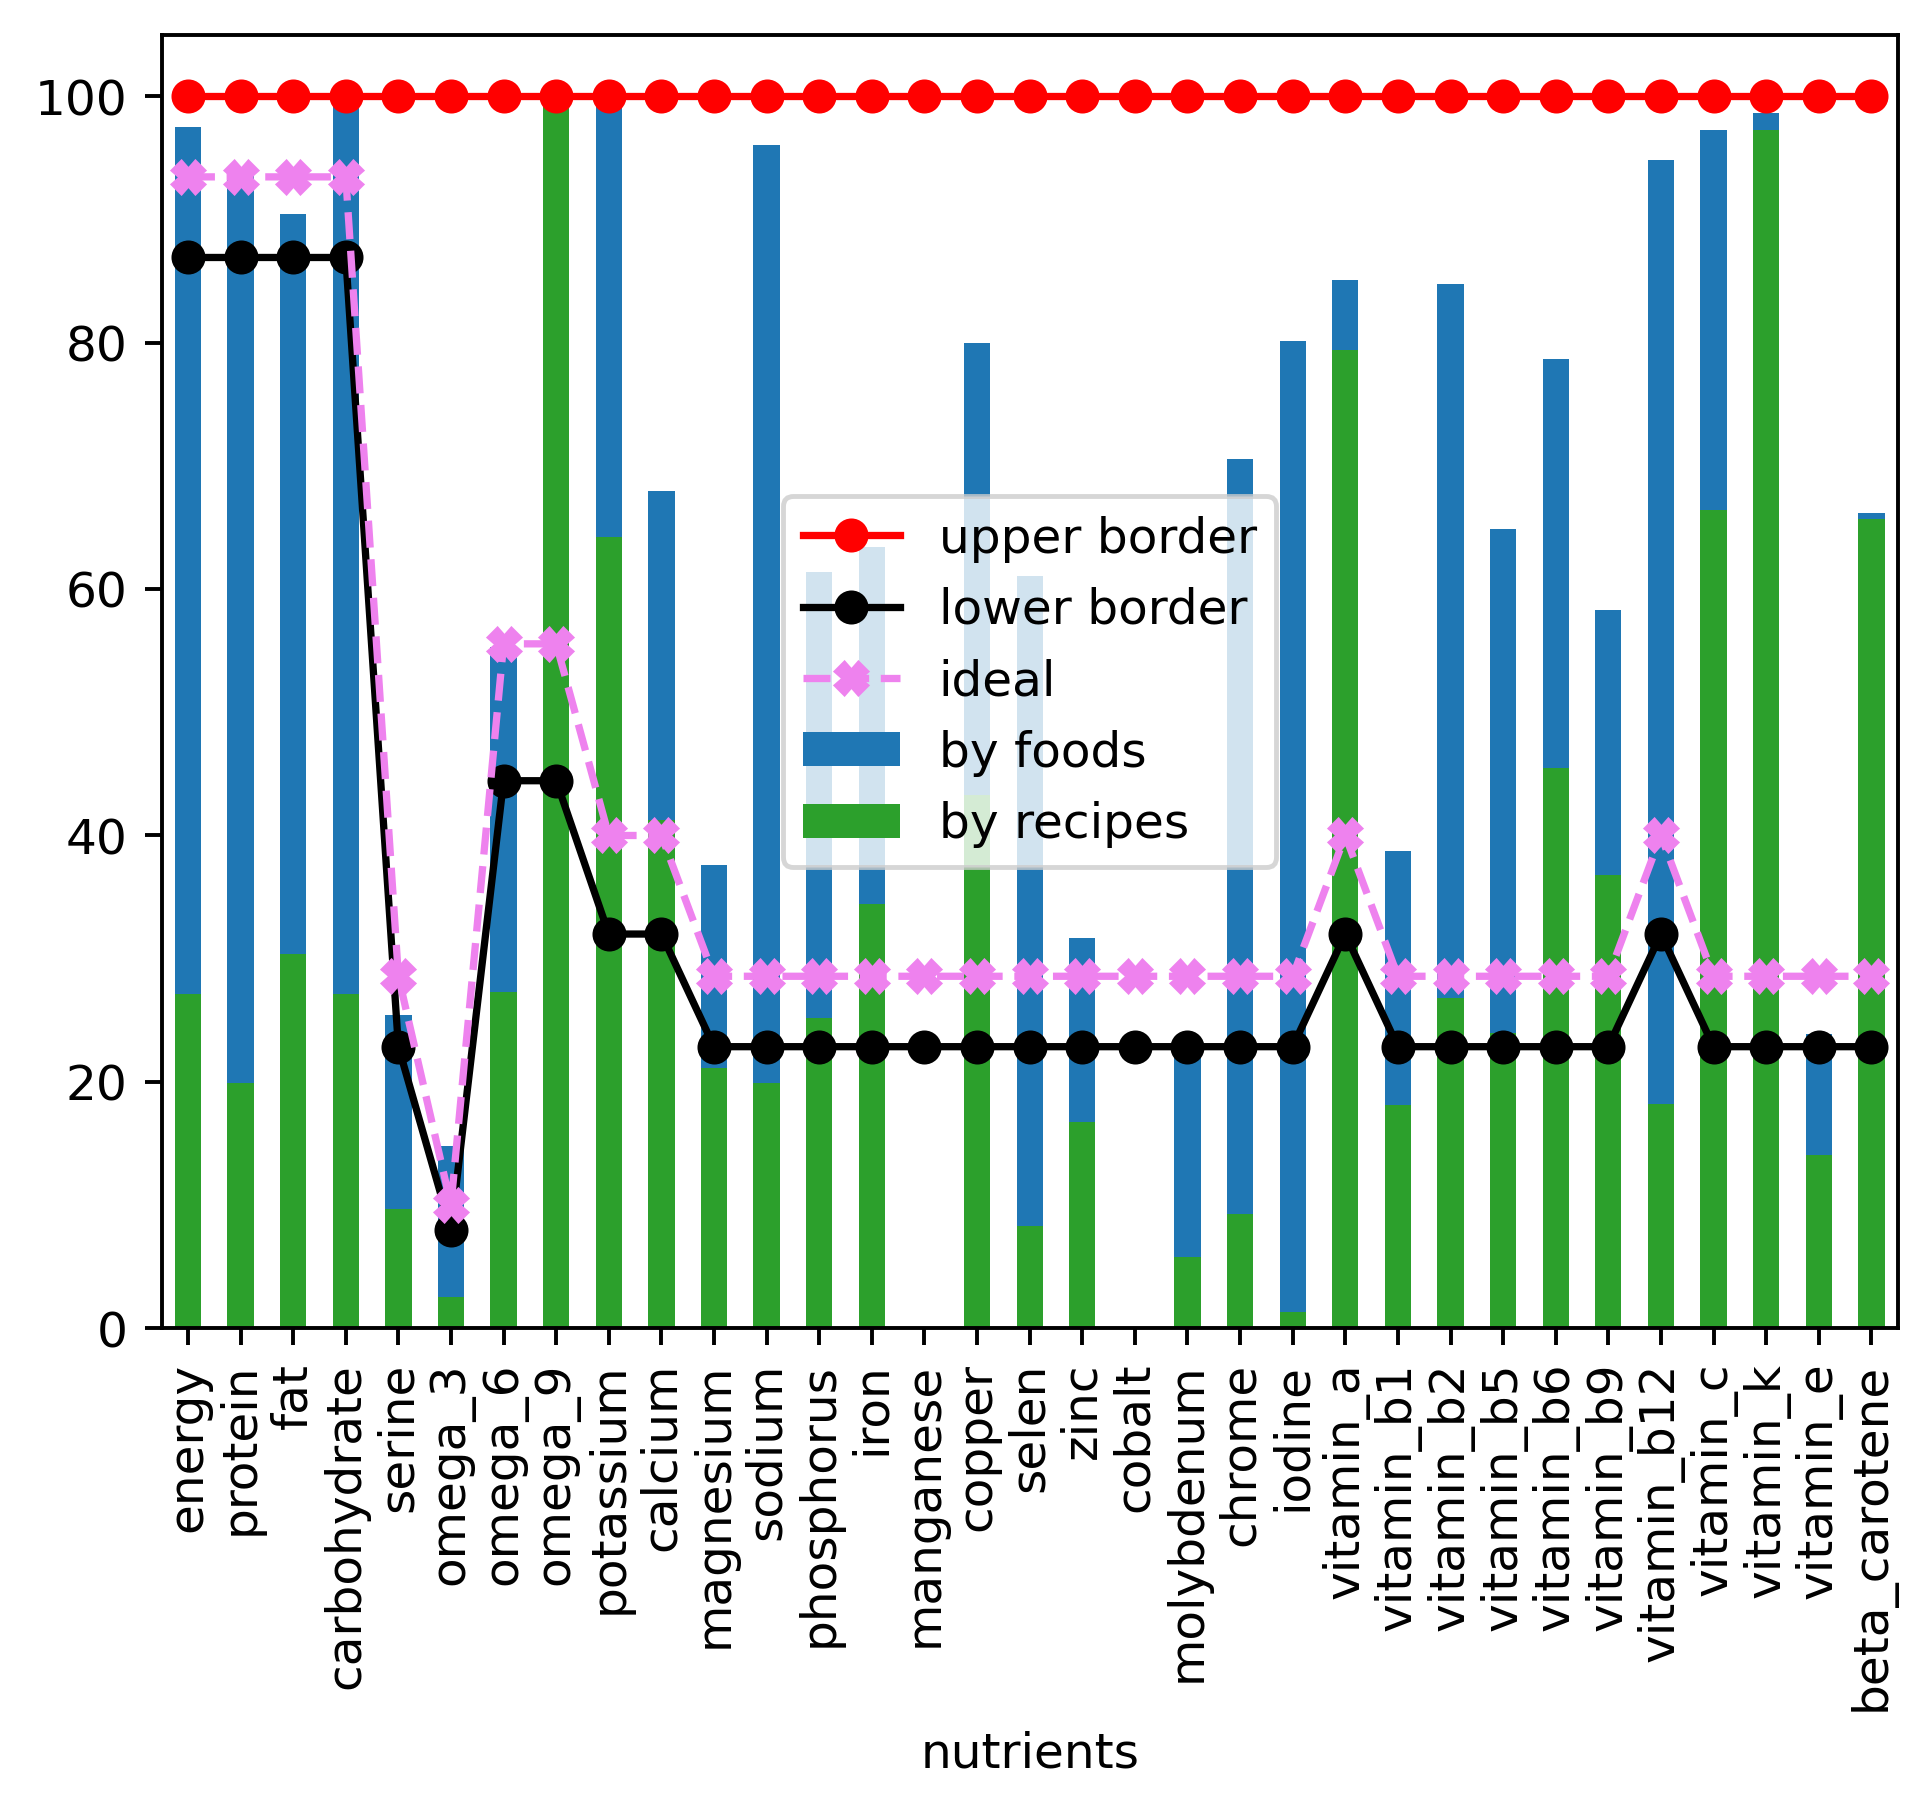 100
80
60
40
20
0
upper border
lower border
ideal
by foods
by recipes
energy
protein
fat
carbohydrate
serine
omega_3
omega_6
omega_9
potassium
calcium
magnesium
sodium
phosphorus
iron
manganese
copper
selen
zinc
cobalt
molybdenum
chrome
iodine
vitamin_a
vitamin_b1
vitamin_b2
vitamin_b5
vitamin_b6
vitamin_b9
vitamin_b12
vitamin_c
vitamin_k
vitamin_e
beta_carotene
nutrients